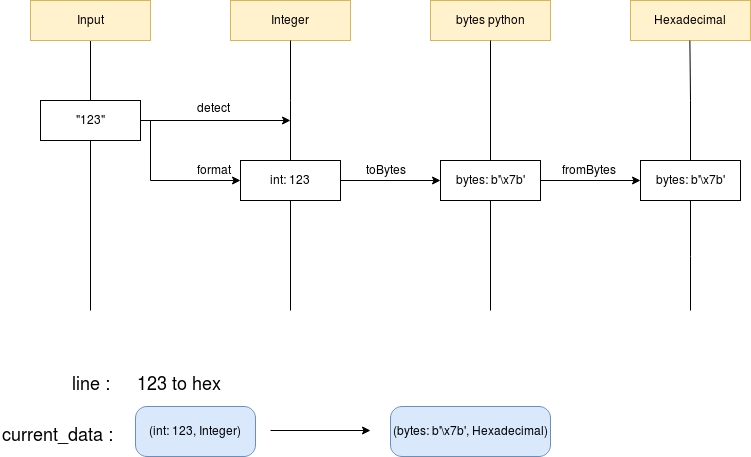 Input Integer bytes python Hexadecimal
detect
"123"
format int: 123 toBytes bytes: b'\x7b' fromBytes bytes: b'\x7b'
line : 123 to hex
current_data : (int: 123, Integer) (bytes: b'\x7b', Hexadecimal)